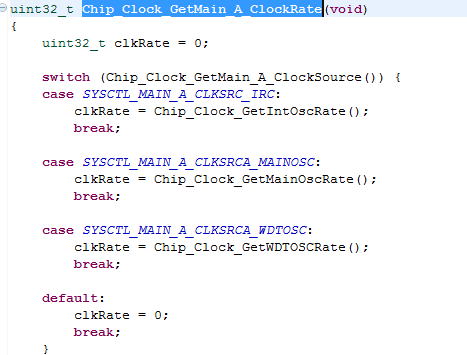 uint32_t Chip_Clock_GetMain_A_ClockRate(void)
{
    uint32_t clkRate = 0;

    switch (Chip_Clock_GetMain_A_ClockSource()) {
    case SYSCTL_MAIN_A_CLKSRC_IRC:
        clkRate = Chip_Clock_GetIntOscRate();
        break;

    case SYSCTL_MAIN_A_CLKSRCA_MAINOSC:
        clkRate = Chip_Clock_GetMainOscRate();
        break;

    case SYSCTL_MAIN_A_CLKSRCA_WDTOSC:
        clkRate = Chip_Clock_GetWDTOSCRate();
        break;

    default:
        clkRate = 0;
        break;
    }